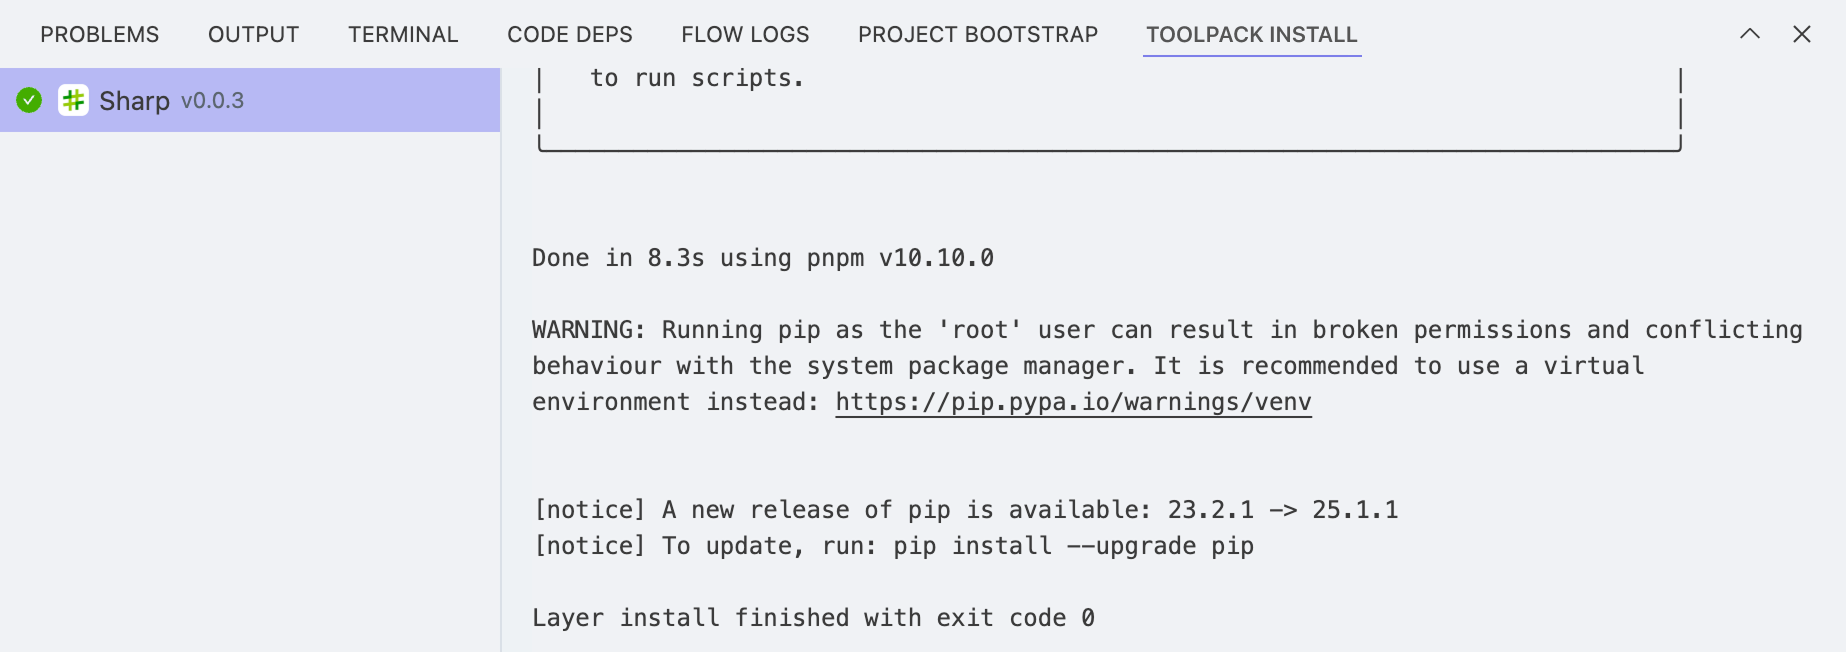 PROBLEMS OUTPUT TERMINAL CODE DEPS FLOW LOGS PROJECT BOOTSTRAP TOOLPACK INSTALL
Sharp v0.0.3
to run scripts.
Done in 8.3s using pnpm v10.10.0
WARNING: Running pip as the 'root' user can result in broken permissions and conflicting
behaviour with the system package manager. It is recommended to use a virtual
environment instead: https://pip.pypa.io/warnings/venv
[notice] A new release of pip is available: 23.2.1 -> 25.1.1
[notice] To update, run: pip install --upgrade pip
Layer install finished with exit code 0